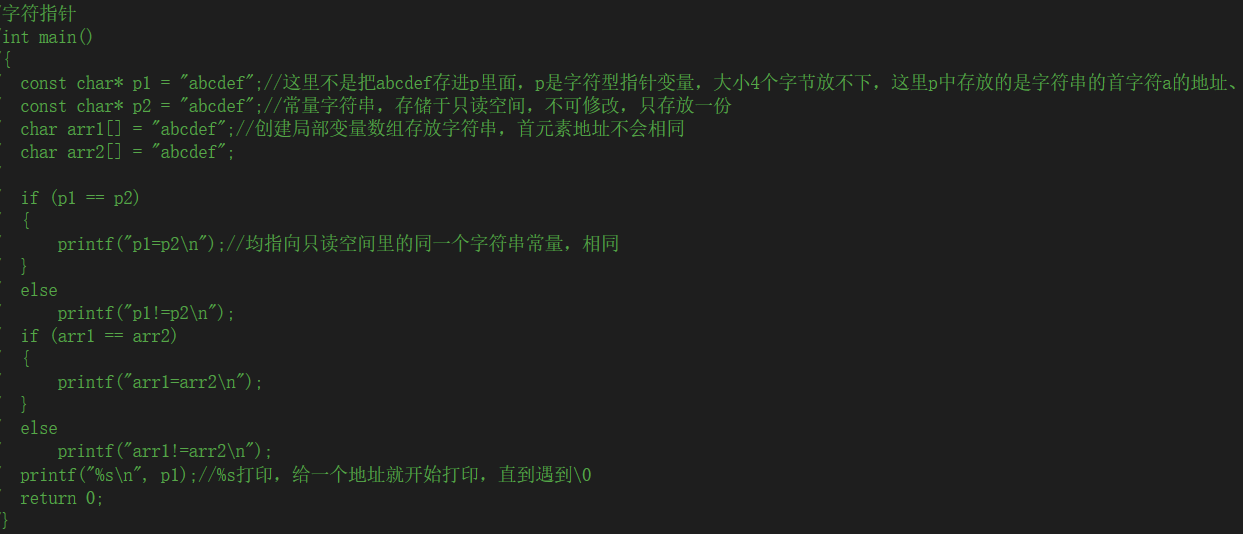 字符指针
int main()
{
const char* p1 = "abcdef";//这里不是把abcdef存进p里面，p是字符型指针变量，大小4个字节放不下，这里p中存放的是字符串的首字符a的地址、
const char* p2 = "abcdef";//常量字符串，存储于只读空间，不可修改，只存放一份
char arr1[] = "abcdef";//创建局部变量数组存放字符串，首元素地址不会相同
char arr2[] = "abcdef";
if (p1 == p2)
{
printf("p1=p2\n");//均指向只读空间里的同一个字符串常量，相同
}
else
printf("p1!=p2\n");
if (arr1 == arr2)
{
printf("arr1=arr2\n");
}
else
printf("arr1!=arr2\n");
printf("%s\n", p1);//%s打印，给一个地址就开始打印，直到遇到\0
return 0;
}